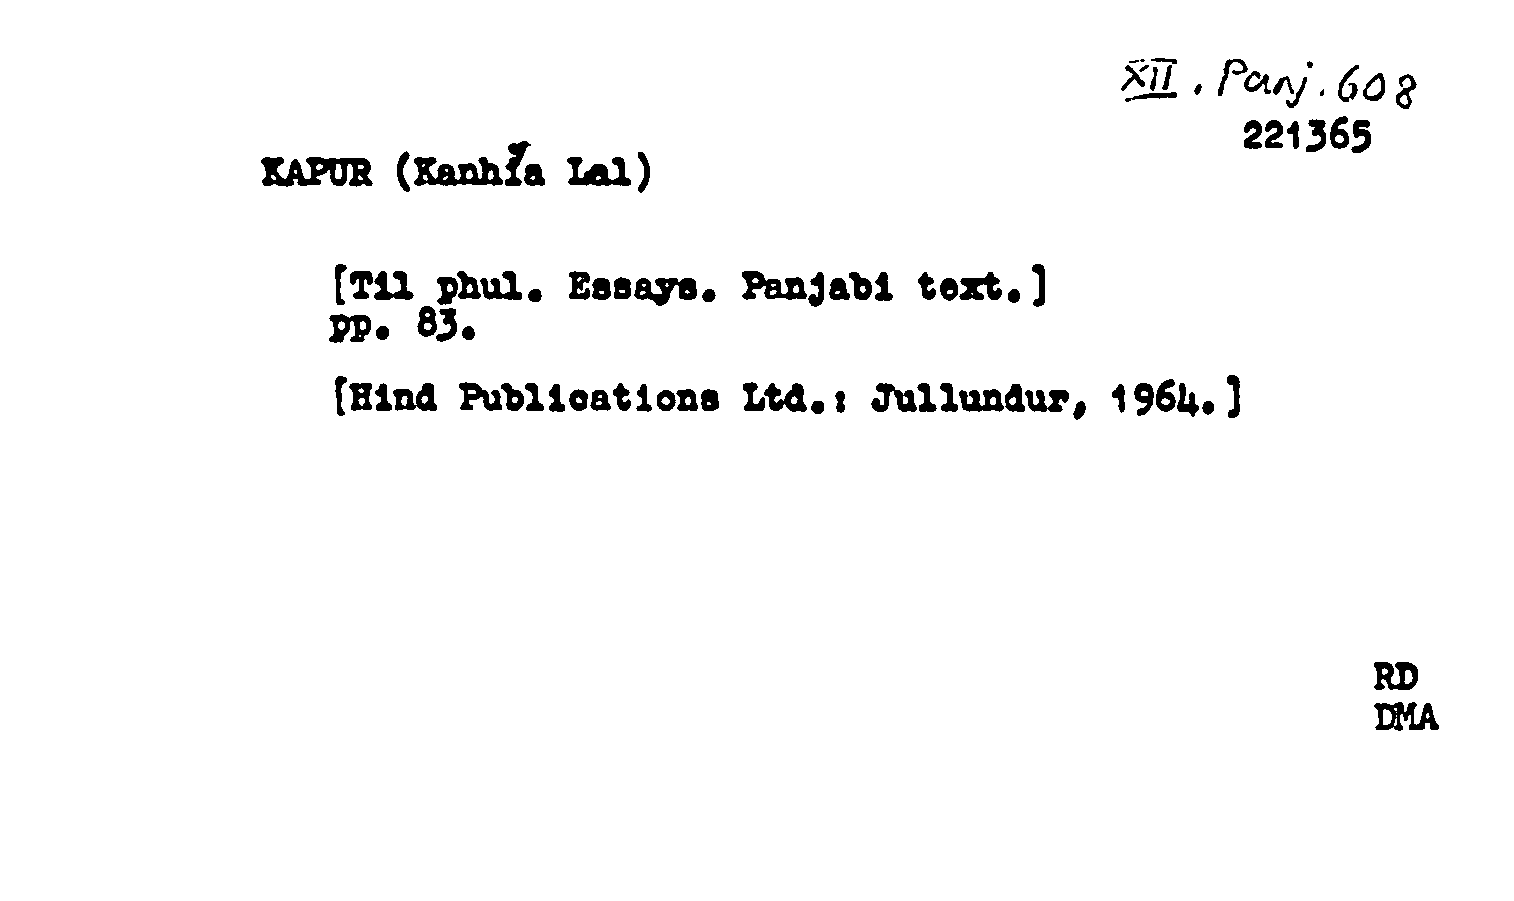 XII. Panj. 608
221365
KAPUR (Kanhīa Lal)
[Til phul. Essays. Panjabi text.]
pp. 83.
[Hind Publications Ltd.: Jullundur, 1964.]
RD
DMA